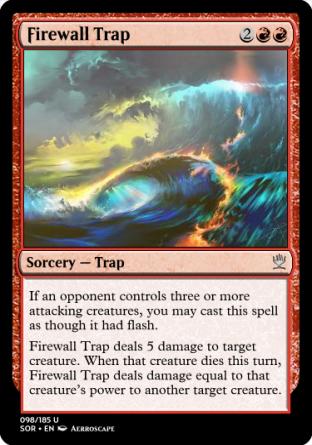 Firewall Trap 2
Sorcery — Trap
If an opponent controls three or more
attacking creatures, you may cast this spell
as though it had flash.
Firewall Trap deals 5 damage to target
creature. When that creature dies this turn,
Firewall Trap deals damage equal to that
creature's power to another target creature.
098/185 U
SOR • EN Aeroscape